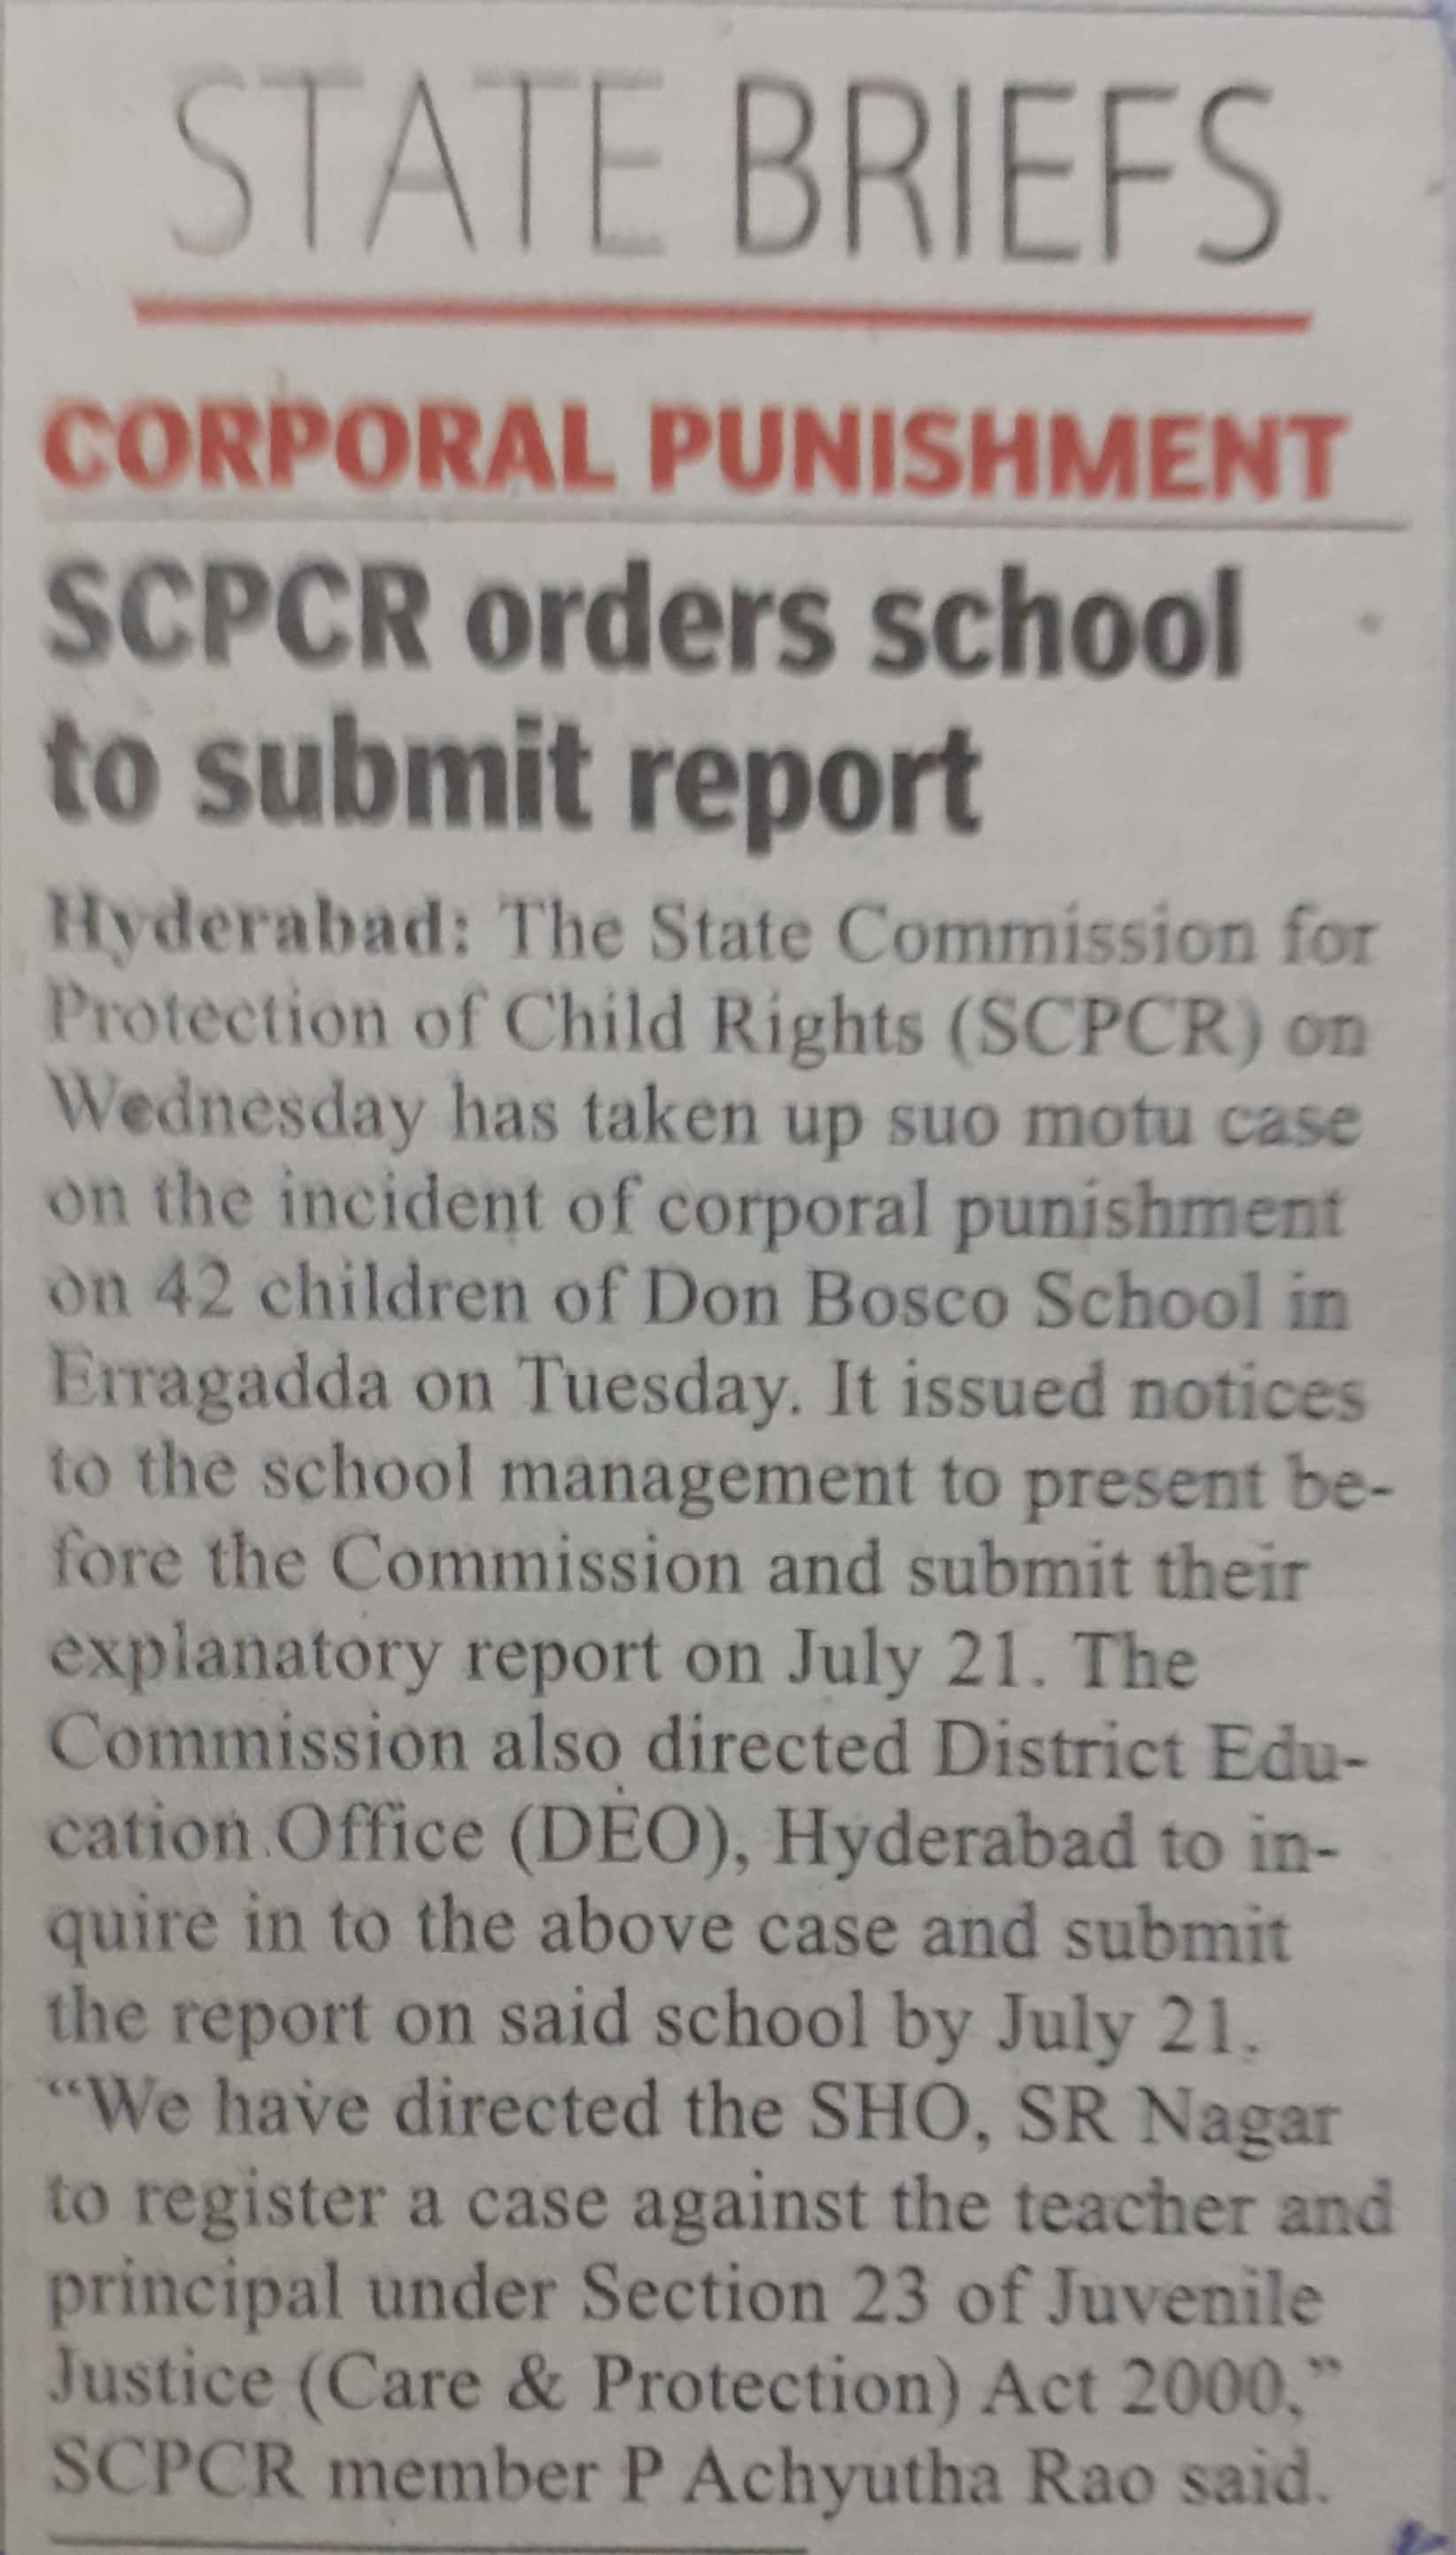 STATE BRIEFS
CORPORAL PUNISHMENT
SCPCR orders school
to submit report
Hyderabad: The State Commission for
Protection of Child Rights (SCPCR) on
Wednesday has taken up suo motu case
on the incident of corporal punishment
on 42 children of Don Bosco School in
Erragadda on Tuesday. It issued notices
to the school management to present be-
fore the Commission and submit their
explanatory report on July 21. The
Commission also directed District Edu-
cation Office (DEO), Hyderabad to in-
quire in to the above case and submit
the report on said school by July 21.
“We have directed the SHO, SR Nagar
to register a case against the teacher and
principal under Section 23 of Juvenile
Justice (Care & Protection) Act 2000,”
SCPCR member P Achyutha Rao said.